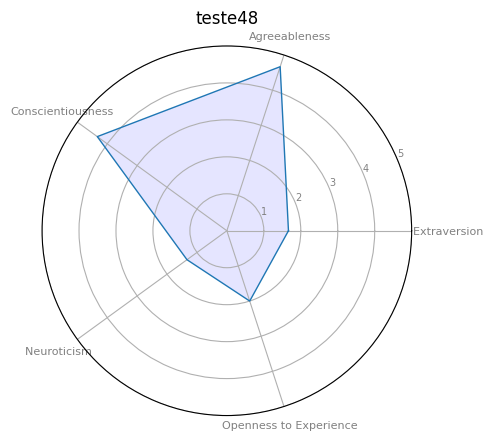 teste48
Agreeableness
Conscientiousness
5
4
3
2
1
Extraversion
Neuroticism
Openness to Experience